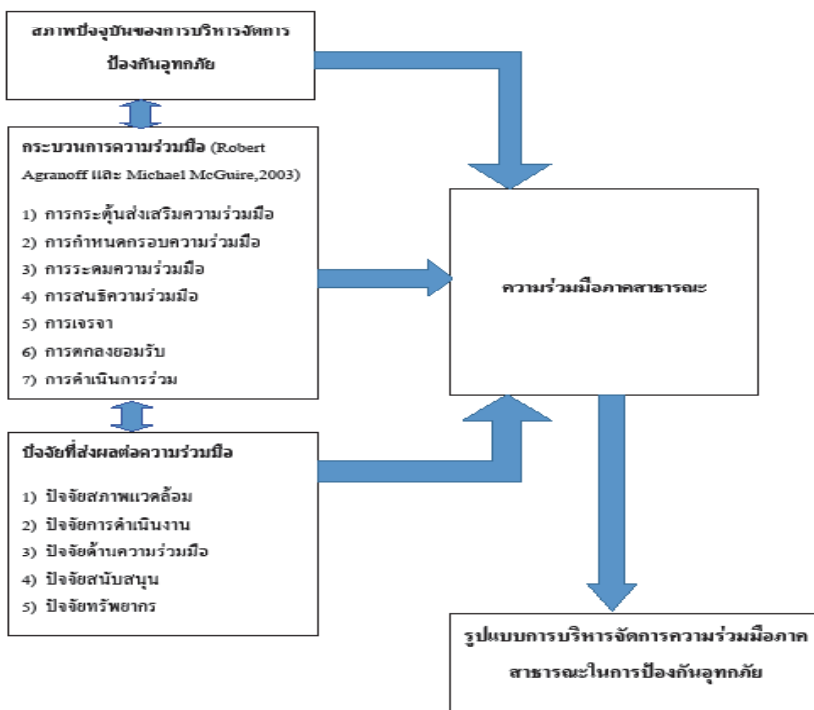 สภาพปัจจุบันของการบริหารจัดการ
ป้องกันอุทกภัย
กระบวนการความร่วมมือ (Robert
Agranoff และ Michael McGuire,2003)
1) การกระตุ้นส่งเสริมความร่วมมือ
2) การกำหนดกรอบความร่วมมือ
3) การระดมความร่วมมือ
4) การสนธิความร่วมมือ
5) การเจรจา
6) การตกลงยอมรับ
7) การดำเนินการร่วม
ความร่วมมือภาคสาธารณะ
ปัจจัยที่ส่งผลต่อความร่วมมือ
1) ปัจจัยสภาพแวดล้อม
2) ปัจจัยการดำเนินงาน
3) ปัจจัยด้านความร่วมมือ
4) ปัจจัยสนับสนุน
5) ปัจจัยทรัพยากร
รูปแบบการบริหารจัดการความร่วมมือภาค
สาธารณะในการป้องกันอุทกภัย